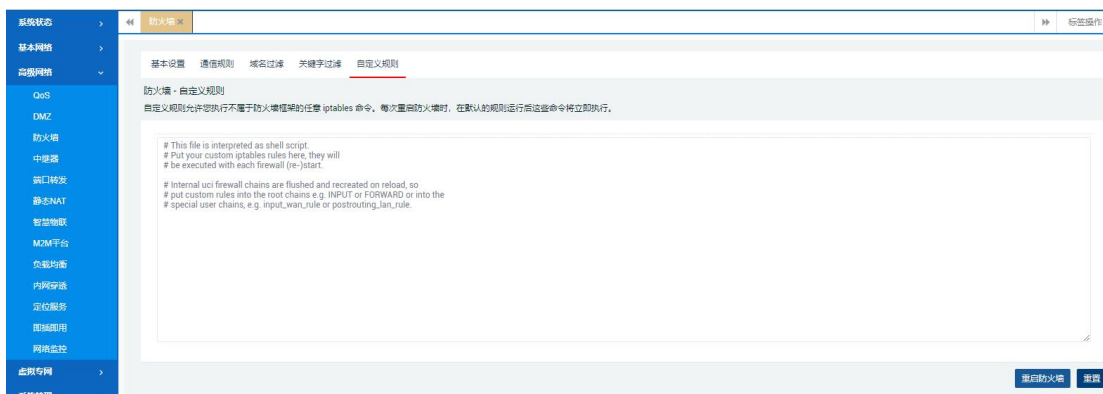 系统状态
基本网络
高级网络
QoS
DMZ
防火墙
中继器
端口转发
静态NAT
智慧物联
M2M平台
负载均衡
内网穿透
定位服务
即插即用
网络监控
虚拟专网
防火墙
标签操作
基本设置 通信规则 域名过滤 关键字过滤 自定义规则
防火墙 - 自定义规则
自定义规则允许您执行不属于防火墙框架的任意 iptables 命令。每次重启防火墙时，在默认的规则运行后这些命令将立即执行。
# This file is interpreted as shell script.
# Put your custom iptables rules here, they will
# be executed with each firewall (re-)start.
# Internal uci firewall chains are flushed and recreated on reload, so
# put custom rules into the root chains e.g. INPUT or FORWARD or into the
# special user chains, e.g. input_wan_rule or postrouting_lan_rule.
重启防火墙 重置